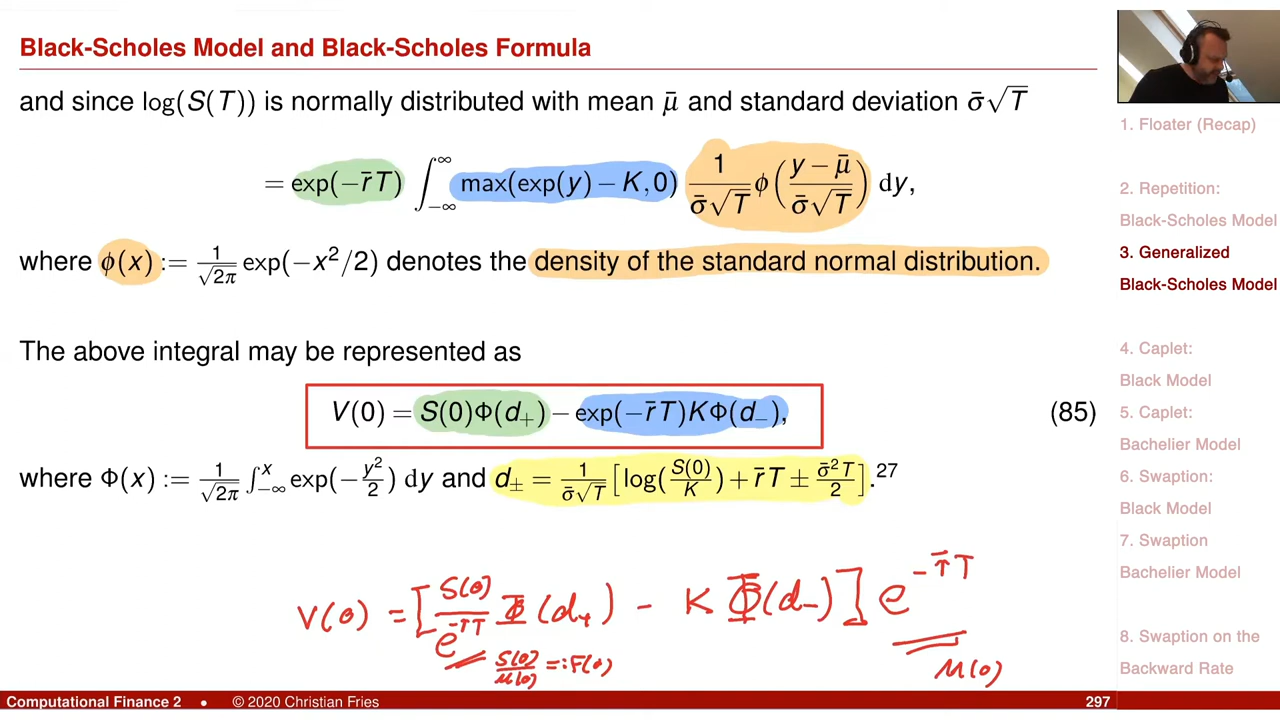 Black-Scholes Model and Black-Scholes Formula
and since log(S(T)) is normally distributed with mean μ̄ and standard deviation σ̄√T
= exp(−r̄T) ∫_{−∞}^{∞} max(exp(y) − K, 0) 1/(σ̄√T) ϕ((y − μ̄)/(σ̄√T)) dy,
where ϕ(x) := 1/√(2π) exp(−x²/2) denotes the density of the standard normal distribution.
The above integral may be represented as
V(0) = S(0)Φ(d₊) − exp(−r̄T)KΦ(d₋), (85)
where Φ(x) := 1/√(2π) ∫_{−∞}^{x} exp(−y²/2) dy and d± = 1/(σ̄√T) [log(S(0)/K) + r̄T ± σ̄²T/2].²⁷
V(0) = [S(0)/e^{−rT} Φ(d₊) − K Φ(d₋)] e^{−r̄T}
S(0)/M(0) =: F(0)
M(0)
1. Floater (Recap)
2. Repetition:
Black-Scholes Model
3. Generalized
Black-Scholes Model
4. Caplet:
Black Model
5. Caplet:
Bachelier Model
6. Swaption:
Black Model
7. Swaption
Bachelier Model
8. Swaption on the
Backward Rate
Computational Finance 2 • © 2020 Christian Fries 297